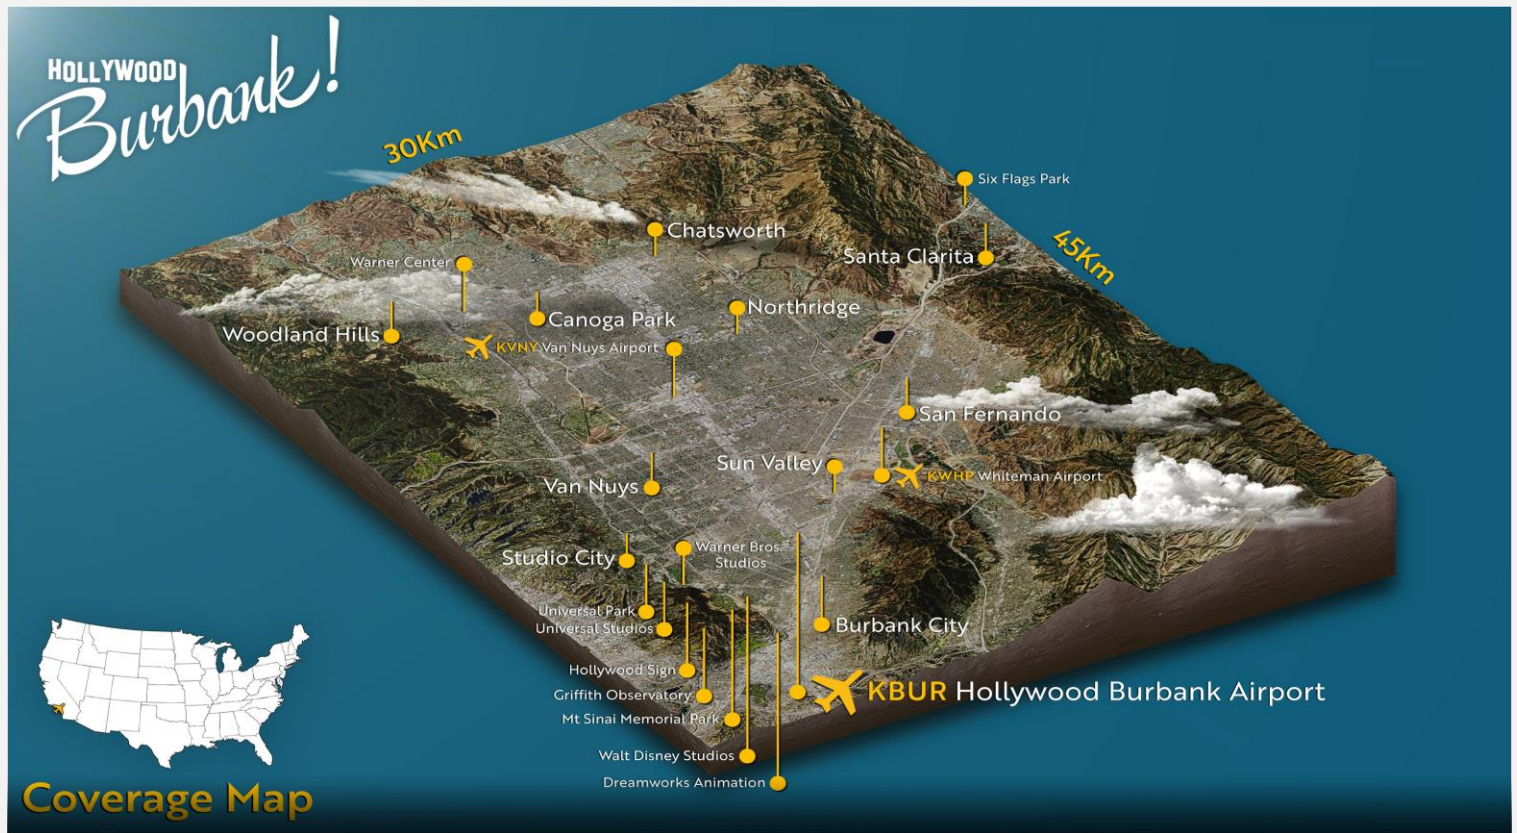 HOLLYWOOD
Burbank!
30Km
Six Flags Park
Chatsworth
45Km
Santa Clarita
Warner Center
Northridge
Canoga Park
Woodland Hills
KVNY Van Nuys Airport
San Fernando
Sun Valley
KWHP Whiteman Airport
Van Nuys
Warner Bros.
Studios
Studio City
Universal Park
Burbank City
Universal Studios
Hollywood Sign
KBUR Hollywood Burbank Airport
Griffith Observatory
Mt Sinai Memorial Park
Walt Disney Studios
Dreamworks Animation
Coverage Map